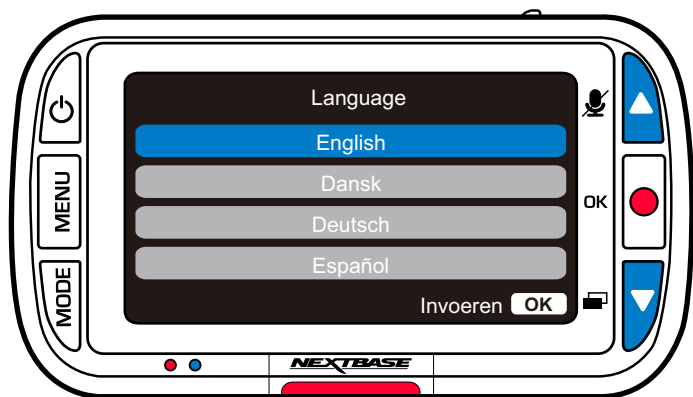 Language
English
MENU
Dansk
OK
Deutsch
Español
MODE
Invoeren OK
NEXTBASE